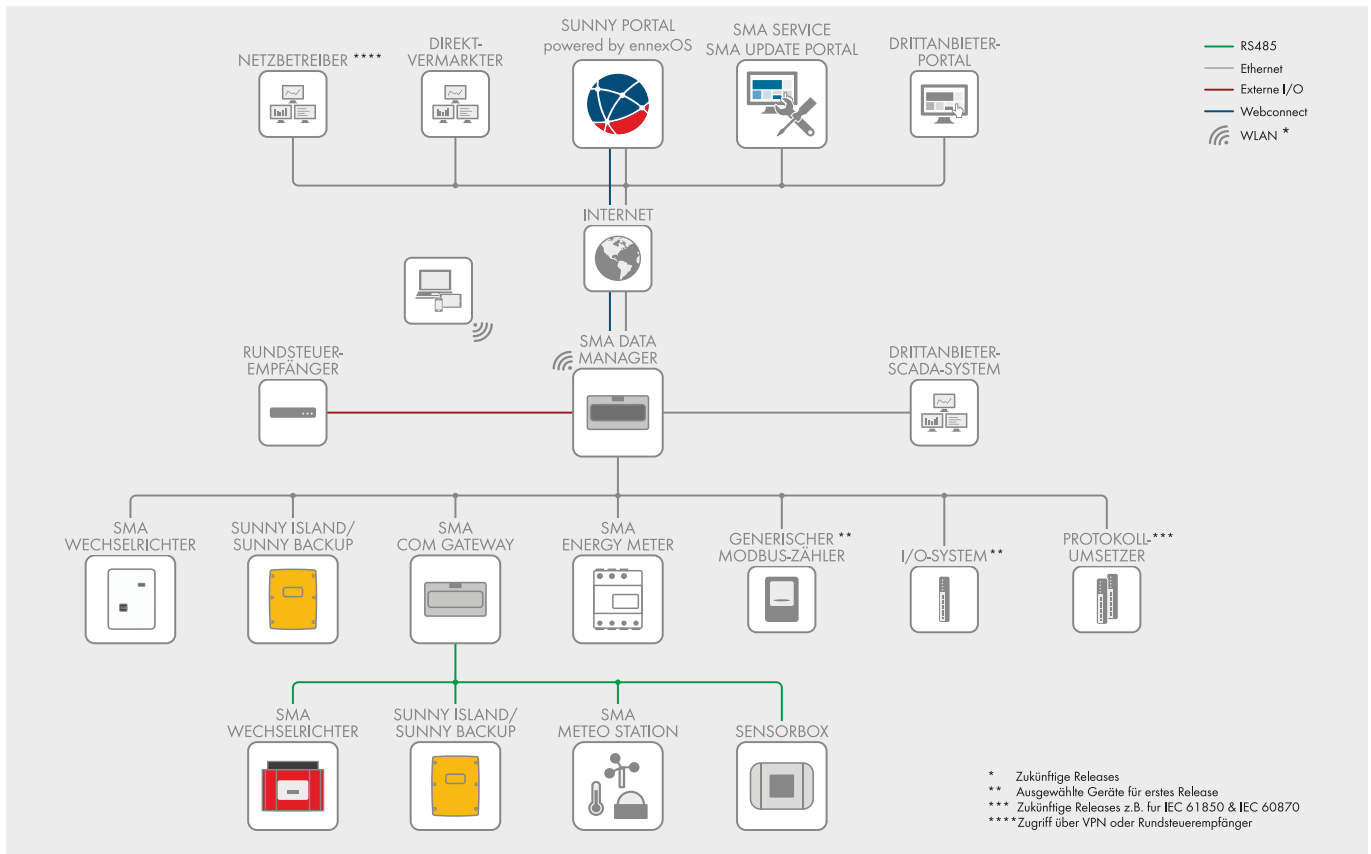 NETZBETREIBER ****
DIREKT-
VERMARKTER
SUNNY PORTAL
powered by ennexOS
SMA SERVICE
SMA UPDATE PORTAL
DRITTANBIETER-
PORTAL
RS485
Ethernet
Externe I/O
Webconnect
WLAN *
INTERNET
RUNDSTEUER-
EMPFÄNGER
SMA DATA
MANAGER
DRITTANBIETER-
SCADA-SYSTEM
SMA
WECHSELRICHTER
SUNNY ISLAND/
SUNNY BACKUP
SMA
COM GATEWAY
SMA
ENERGY METER
GENERISCHER **
MODBUS-ZÄHLER
I/O-SYSTEM **
PROTOKOLL-***
UMSETZER
SMA
WECHSELRICHTER
SUNNY ISLAND/
SUNNY BACKUP
SMA
METEO STATION
SENSORBOX
* Zukünftige Releases
** Ausgewählte Geräte für erstes Release
*** Zukünftige Releases z.B. fur IEC 61850 & IEC 60870
****Zugriff über VPN oder Rundsteuerempfänger